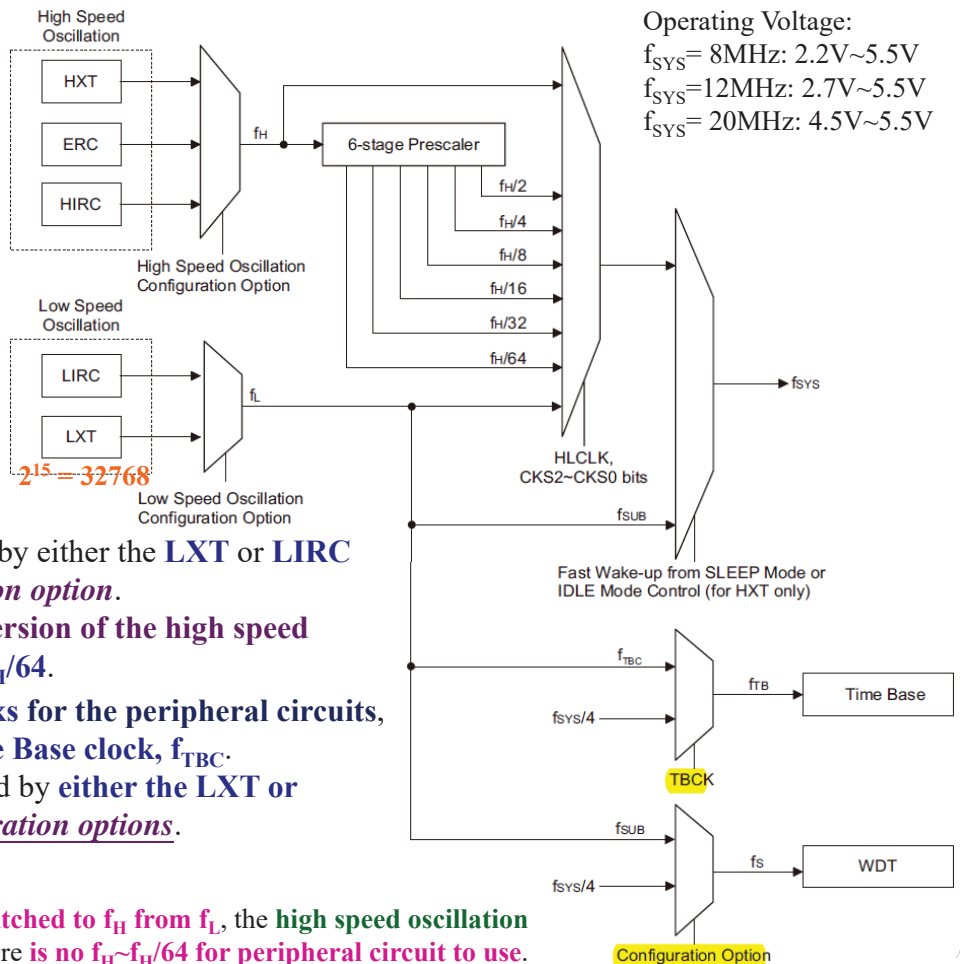 High Speed
Oscillation
HXT
ERC
HIRC
fH
6-stage Prescaler
fH/2
fH/4
fH/8
fH/16
fH/32
fH/64
High Speed Oscillation
Configuration Option
Operating Voltage:
fSYS= 8MHz: 2.2V~5.5V
fSYS=12MHz: 2.7V~5.5V
fSYS= 20MHz: 4.5V~5.5V
Low Speed
Oscillation
LIRC
LXT
fL
2^15 = 32768
Low Speed Oscillation
Configuration Option
HLCLK,
CKS2~CKS0 bits
fSYS
fSUB
Fast Wake-up from SLEEP Mode or
IDLE Mode Control (for HXT only)
by either the LXT or LIRC
on option.
ersion of the high speed
H/64.
ks for the peripheral circuits,
e Base clock, fTBC.
d by either the LXT or
ration options.
fTBC
fSYS/4
fTB
Time Base
TBCK
fSUB
fSYS/4
fS
WDT
Configuration Option
itched to fH from fL, the high speed oscillation
ere is no fH~fH/64 for peripheral circuit to use.